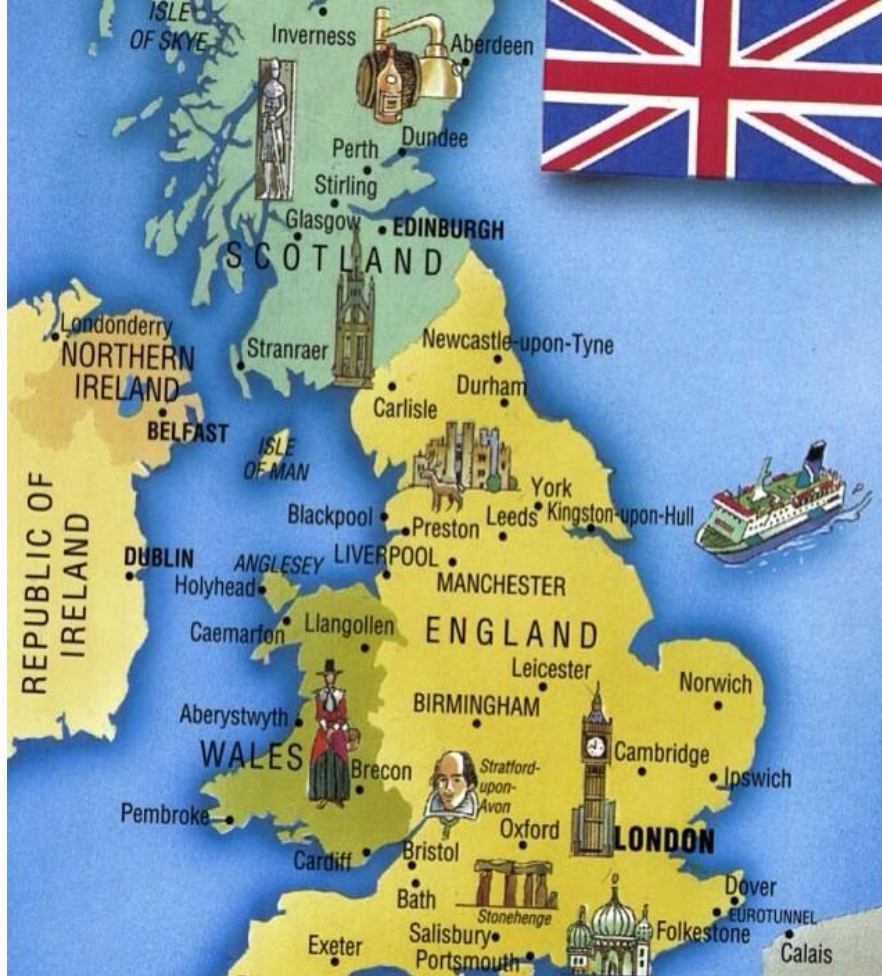 ISLE
OF SKYE
Inverness
Aberdeen
Dundee
Perth
Stirling
Glasgow
EDINBURGH
SCOTLAND
Londonderry
NORTHERN
IRELAND
BELFAST
Stranraer
Newcastle-upon-Tyne
Durham
Carlisle
ISLE
OF MAN
York
Blackpool
Preston
Leeds
Kingston-upon-Hull
REPUBLIC OF
IRELAND
DUBLIN
ANGLESEY
LIVERPOOL
Holyhead
MANCHESTER
Caemarfon
Llangollen
ENGLAND
Leicester
Norwich
Aberystwyth
BIRMINGHAM
WALES
Brecon
Stratford-
upon-
Avon
Cambridge
Ipswich
Pembroke
Oxford
LONDON
Cardiff
Bristol
Bath
Stonehenge
Dover
EUROTUNNEL
Folkestone
Salisbury
Portsmouth
Exeter
Calais